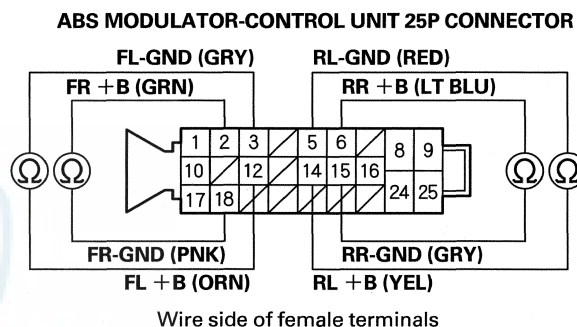 ABS MODULATOR-CONTROL UNIT 25P CONNECTOR
FL-GND (GRY) RL-GND (RED)
FR +B (GRN) RR +B (LT BLU)
1 2 3 5 6 8 9
Ω Ω 10 12 14 15 16 Ω Ω
17 18 24 25
FR-GND (PNK) RR-GND (GRY)
FL +B (ORN) RL +B (YEL)
Wire side of female terminals